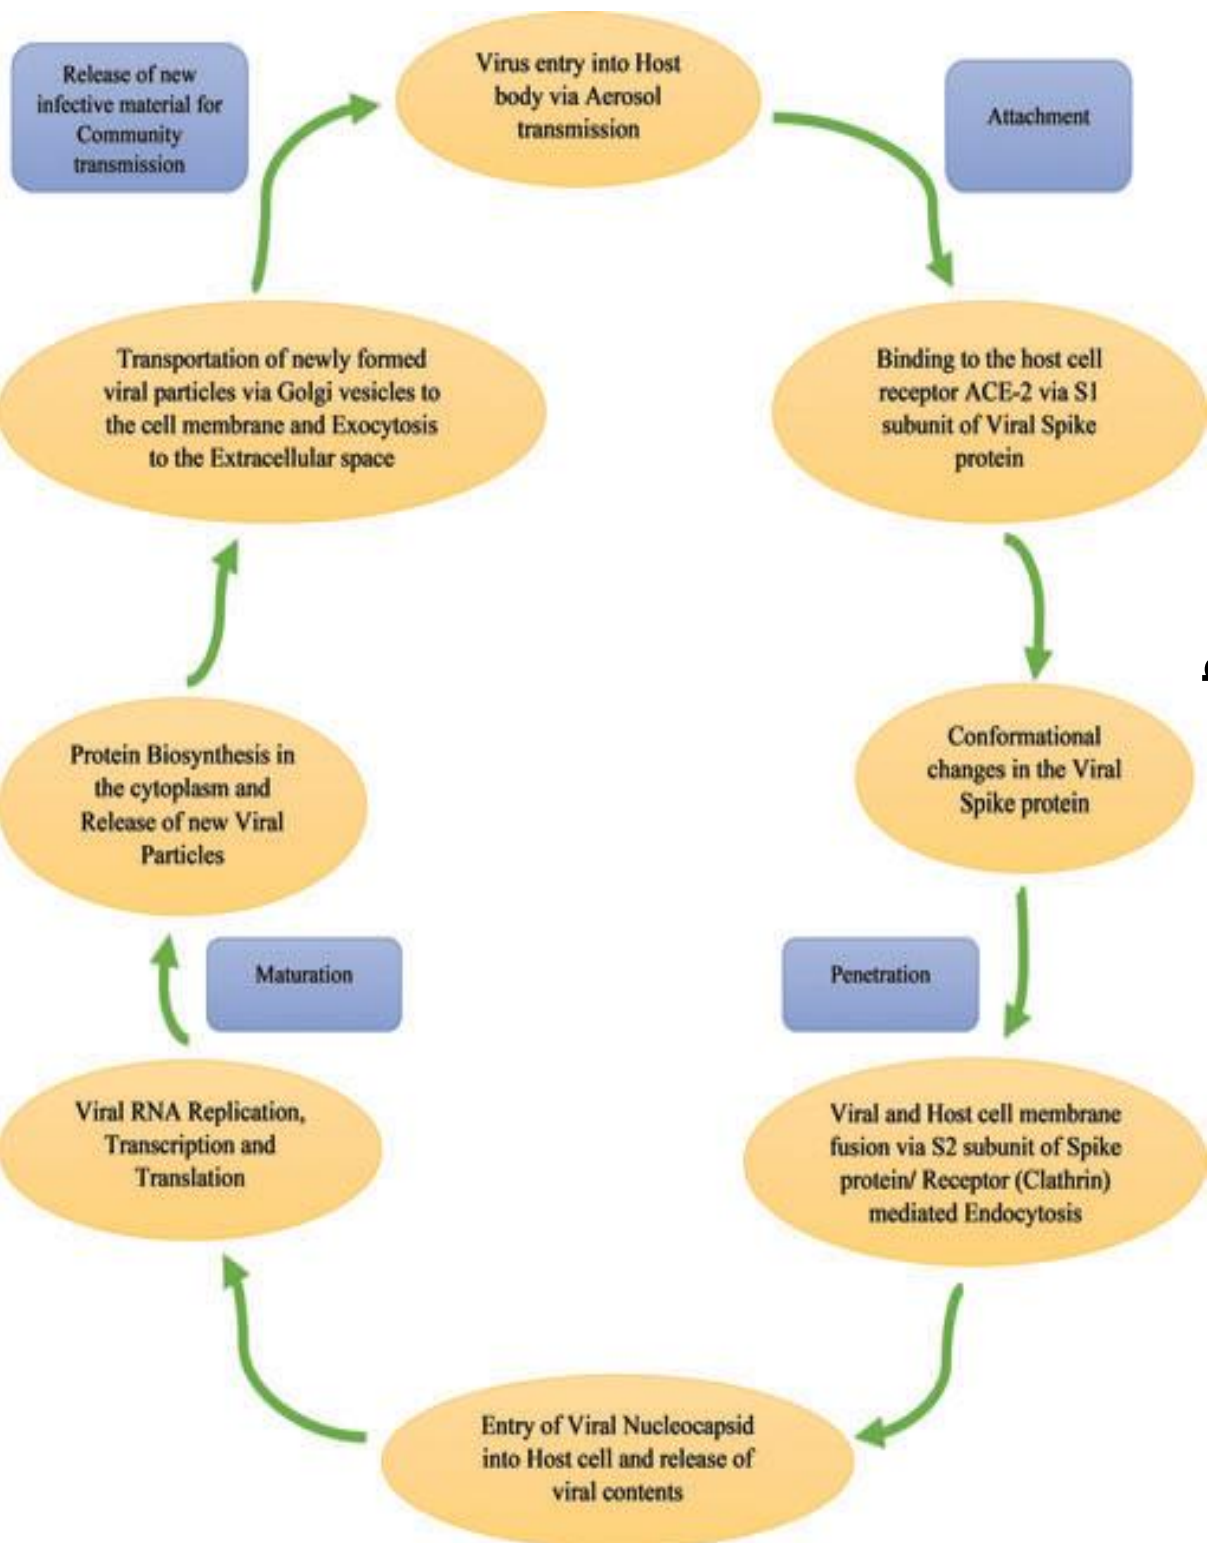 Release of new
infective material for
Community
transmission
Virus entry into Host
body via Aerosol
transmission
Attachment
Transportation of newly formed
viral particles via Golgi vesicles to
the cell membrane and Exocytosis
to the Extracellular space
Binding to the host cell
receptor ACE-2 via S1
subunit of Viral Spike
protein
Protein Biosynthesis in
the cytoplasm and
Release of new Viral
Particles
Conformational
changes in the Viral
Spike protein
Maturation
Penetration
Viral RNA Replication,
Transcription and
Translation
Viral and Host cell membrane
fusion via S2 subunit of Spike
protein/ Receptor (Clathrin)
mediated Endocytosis
Entry of Viral Nucleocapsid
into Host cell and release of
viral contents